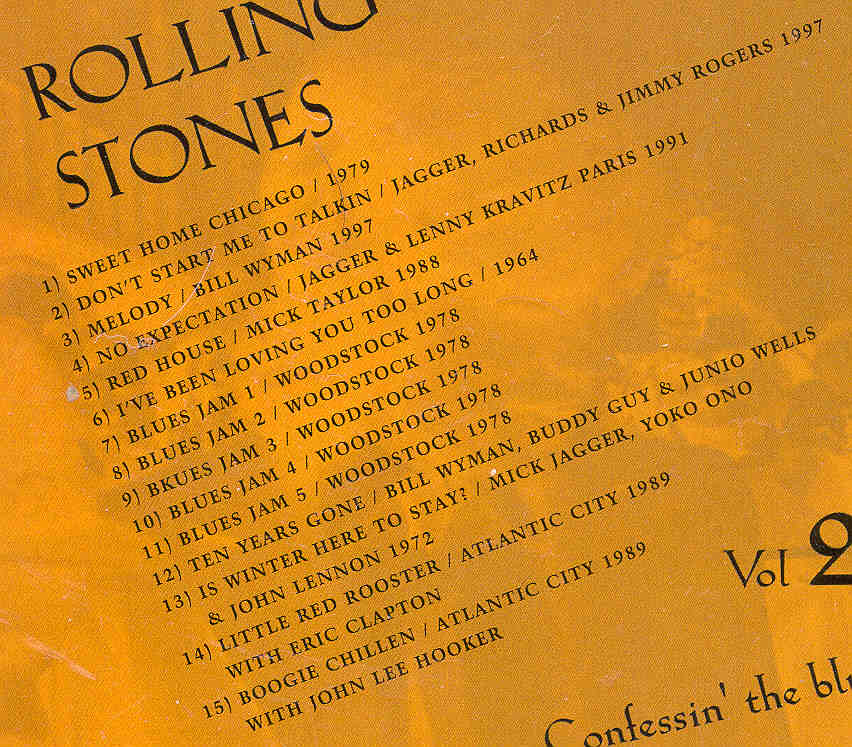 ROLLING
STONES
1) SWEET HOME CHICAGO / 1979
2) DON'T START ME TO TALKIN / JAGGER, RICHARDS & JIMMY ROGERS 1997
3) MELODY / BILL WYMAN 1997
4) NO EXPECTATION / JAGGER & LENNY KRAVITZ PARIS 1991
5) RED HOUSE / MICK TAYLOR 1988
6) I'VE BEEN LOVING YOU TOO LONG / 1964
7) BLUES JAM 1 / WOODSTOCK 1978
8) BLUES JAM 2 / WOODSTOCK 1978
9) BKUES JAM 3 / WOODSTOCK 1978
10) BLUES JAM 4 / WOODSTOCK 1978
11) BLUES JAM 5 / WOODSTOCK 1978
12) TEN YEARS GONE / BILL WYMAN, BUDDY GUY & JUNIO WELLS
13) IS WINTER HERE TO STAY? / MICK JAGGER, YOKO ONO
& JOHN LENNON 1972
14) LITTLE RED ROOSTER / ATLANTIC CITY 1989
WITH ERIC CLAPTON
15) BOOGIE CHILLEN / ATLANTIC CITY 1989
WITH JOHN LEE HOOKER
Vol 2
Confessin' the blu